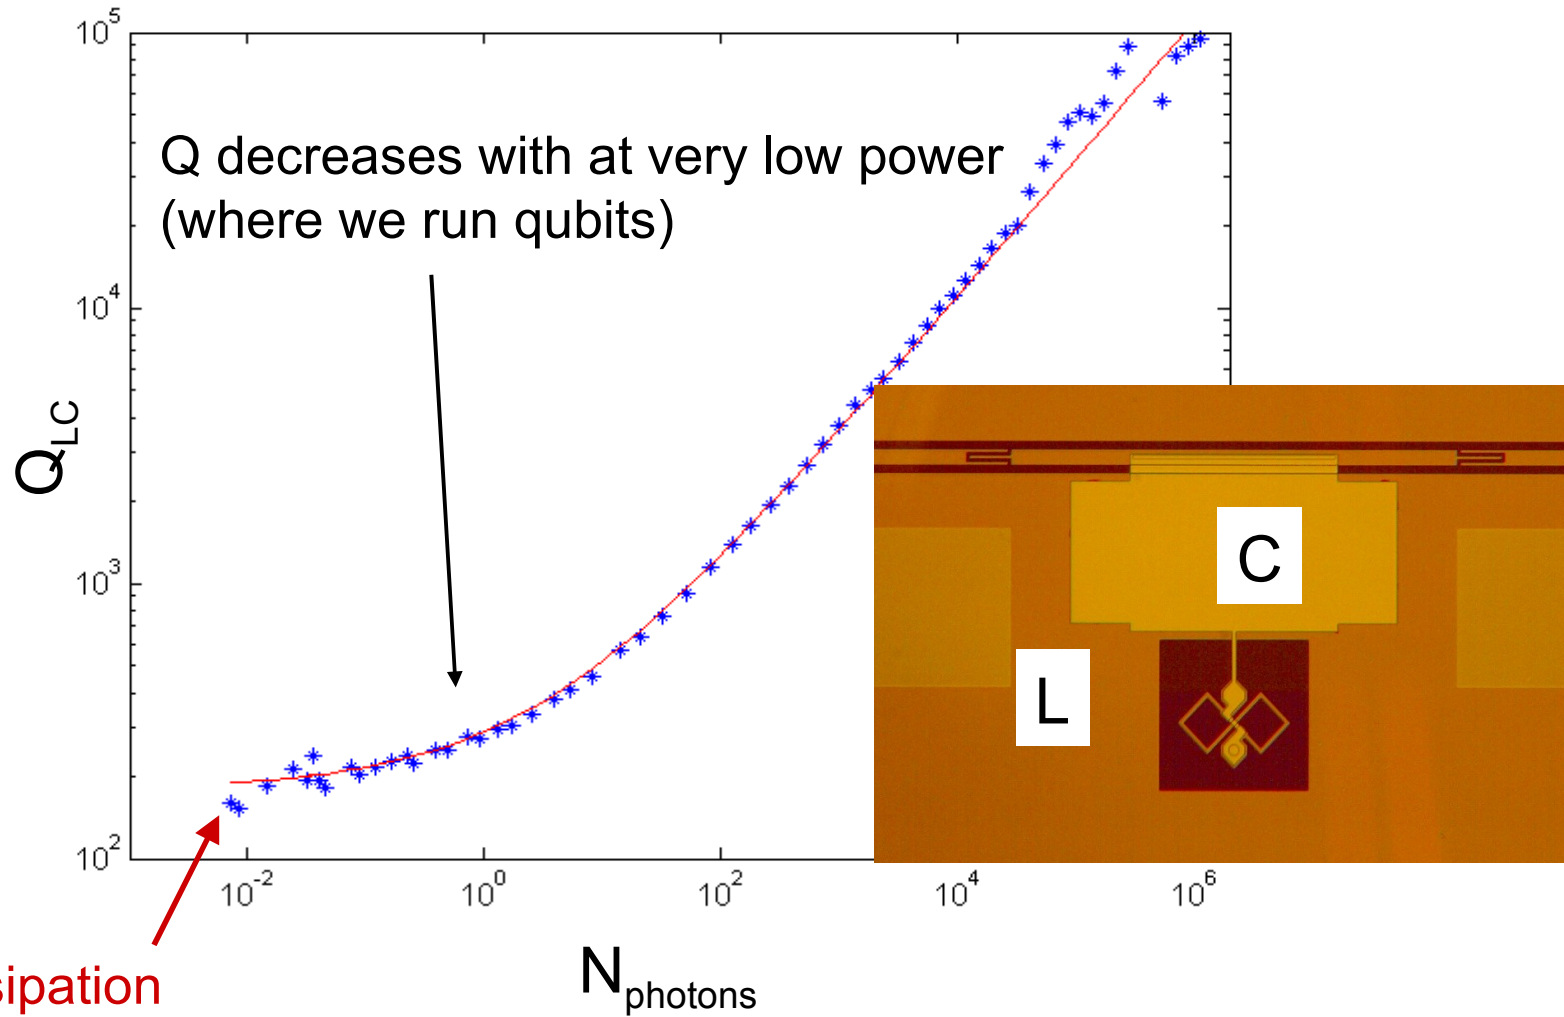 10^5
Q decreases with at very low power
(where we run qubits)
10^4
Q_LC
10^3
C
L
10^2
10^-2 10^0 10^2 10^4 10^6
N_photons
sipation